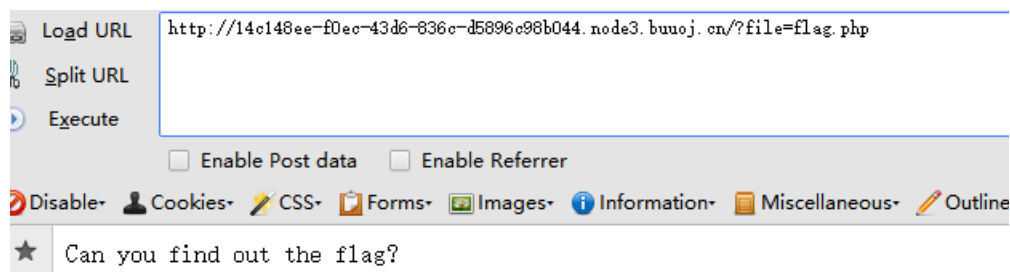 Load URL
http://14c148ee-f0ec-43d6-836c-d5896c98b044.node3.buuoj.cn/?file=flag.php
Split URL
Execute
Enable Post data Enable Referrer
Disable Cookies CSS Forms Images Information Miscellaneous Outline
Can you find out the flag?